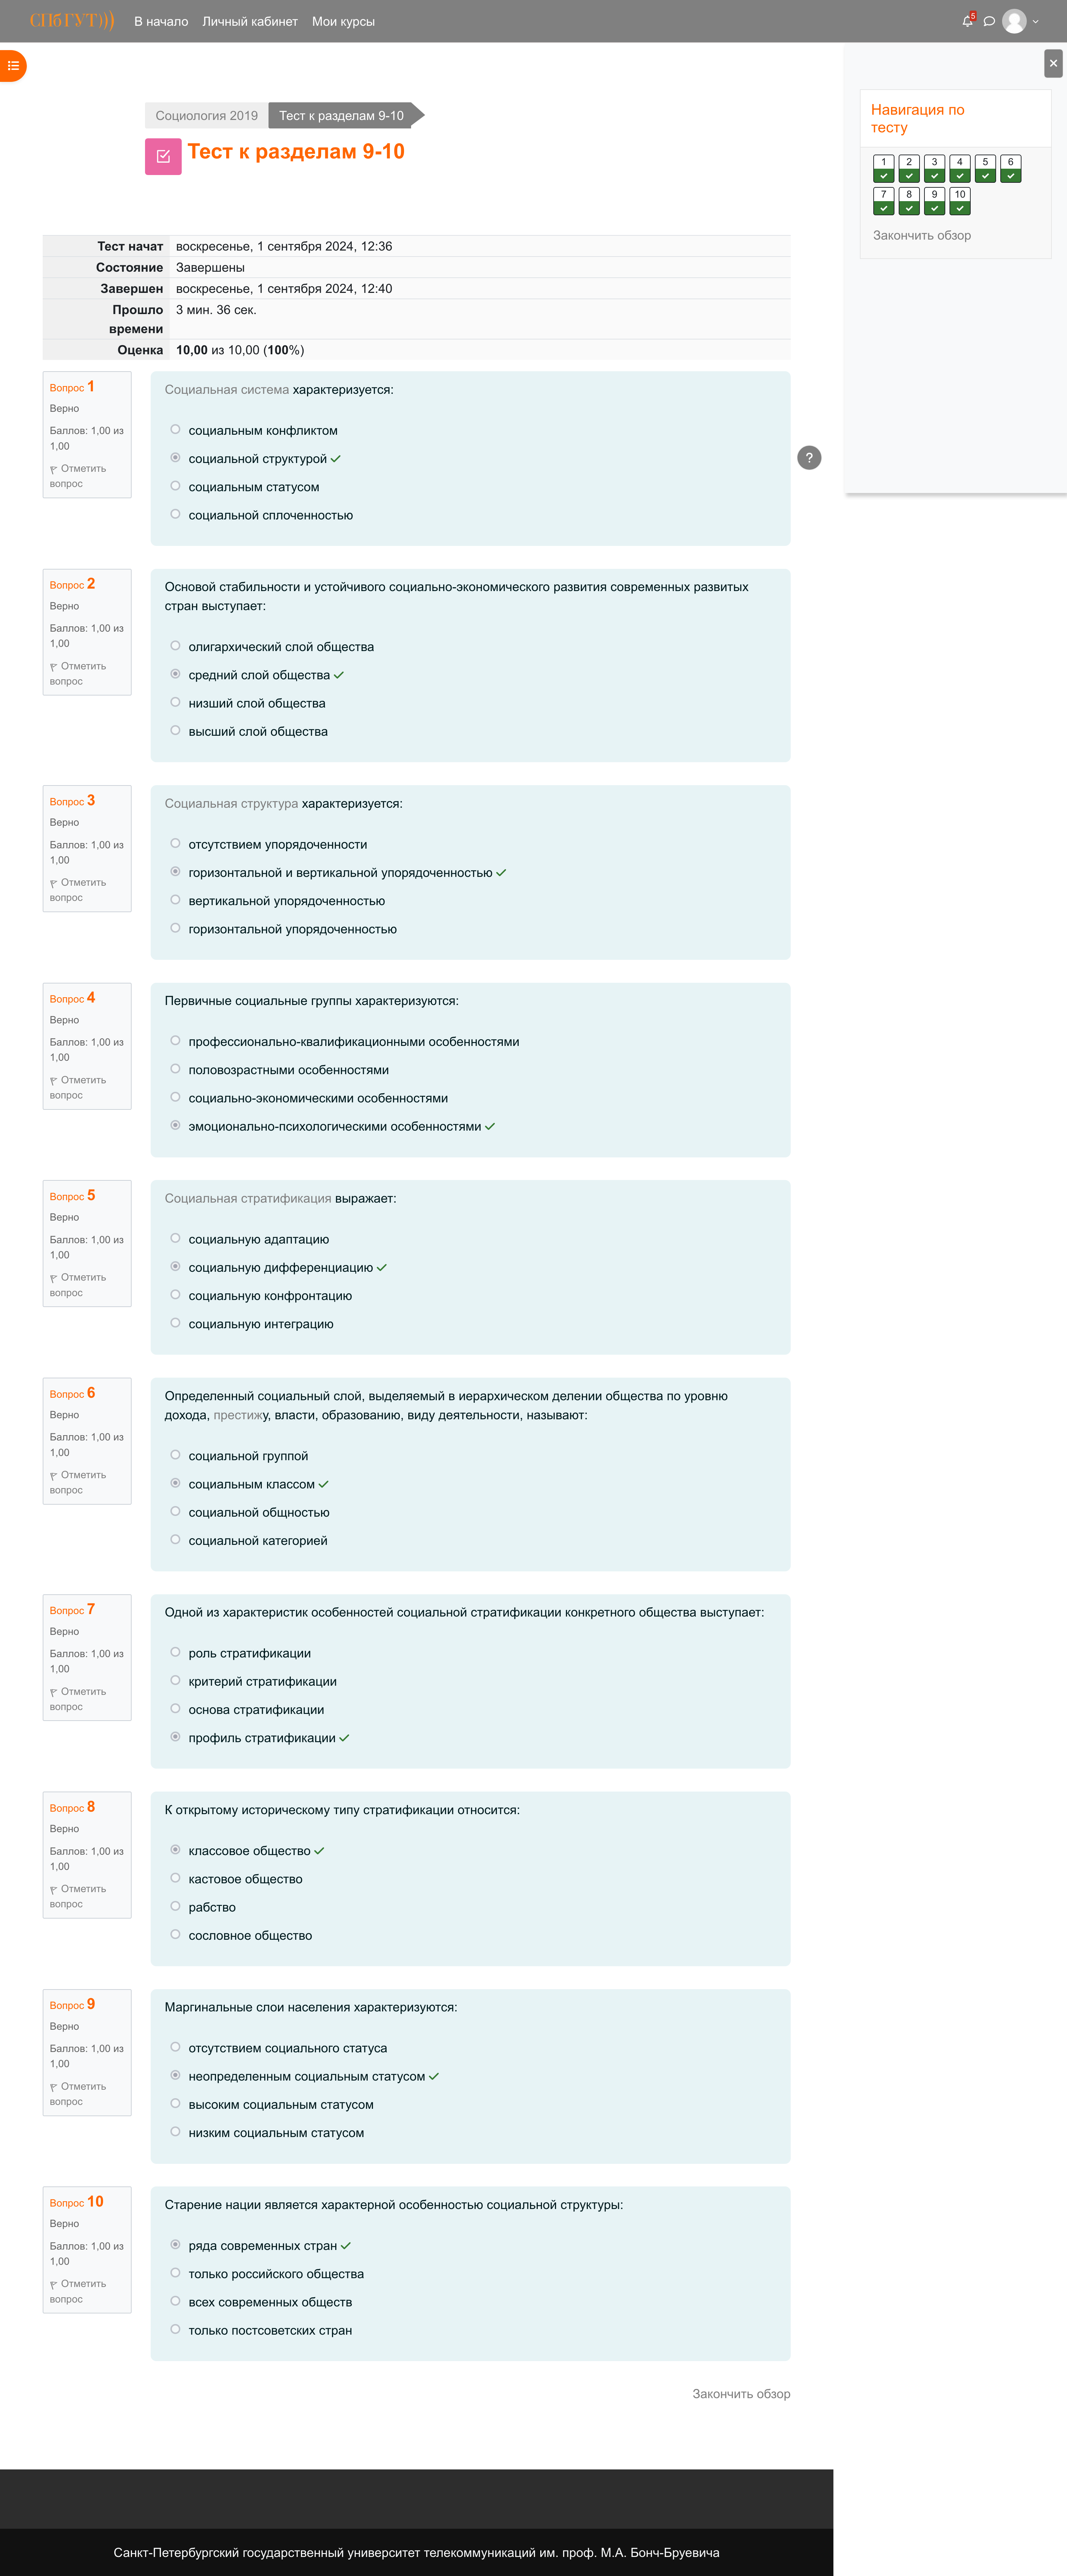 СПбГУТ)))
В начало Личный кабинет Мои курсы
5
Социология 2019 Тест к разделам 9-10
Тест к разделам 9-10
Навигация по
тесту
1 2 3 4 5 6
7 8 9 10
Закончить обзор
Тест начат воскресенье, 1 сентября 2024, 12:36
Состояние Завершены
Завершен воскресенье, 1 сентября 2024, 12:40
Прошло 3 мин. 36 сек.
времени
Оценка 10,00 из 10,00 (100%)
Вопрос 1
Верно
Баллов: 1,00 из
1,00
Отметить
вопрос
Социальная система характеризуется:
социальным конфликтом
социальной структурой
социальным статусом
социальной сплоченностью
?
Вопрос 2
Верно
Баллов: 1,00 из
1,00
Отметить
вопрос
Основой стабильности и устойчивого социально-экономического развития современных развитых
стран выступает:
олигархический слой общества
средний слой общества
низший слой общества
высший слой общества
Вопрос 3
Верно
Баллов: 1,00 из
1,00
Отметить
вопрос
Социальная структура характеризуется:
отсутствием упорядоченности
горизонтальной и вертикальной упорядоченностью
вертикальной упорядоченностью
горизонтальной упорядоченностью
Вопрос 4
Верно
Баллов: 1,00 из
1,00
Отметить
вопрос
Первичные социальные группы характеризуются:
профессионально-квалификационными особенностями
половозрастными особенностями
социально-экономическими особенностями
эмоционально-психологическими особенностями
Вопрос 5
Верно
Баллов: 1,00 из
1,00
Отметить
вопрос
Социальная стратификация выражает:
социальную адаптацию
социальную дифференциацию
социальную конфронтацию
социальную интеграцию
Вопрос 6
Верно
Баллов: 1,00 из
1,00
Отметить
вопрос
Определенный социальный слой, выделяемый в иерархическом делении общества по уровню
дохода, престижу, власти, образованию, виду деятельности, называют:
социальной группой
социальным классом
социальной общностью
социальной категорией
Вопрос 7
Верно
Баллов: 1,00 из
1,00
Отметить
вопрос
Одной из характеристик особенностей социальной стратификации конкретного общества выступает:
роль стратификации
критерий стратификации
основа стратификации
профиль стратификации
Вопрос 8
Верно
Баллов: 1,00 из
1,00
Отметить
вопрос
К открытому историческому типу стратификации относится:
классовое общество
кастовое общество
рабство
сословное общество
Вопрос 9
Верно
Баллов: 1,00 из
1,00
Отметить
вопрос
Маргинальные слои населения характеризуются:
отсутствием социального статуса
неопределенным социальным статусом
высоким социальным статусом
низким социальным статусом
Вопрос 10
Верно
Баллов: 1,00 из
1,00
Отметить
вопрос
Старение нации является характерной особенностью социальной структуры:
ряда современных стран
только российского общества
всех современных обществ
только постсоветских стран
Закончить обзор
Санкт-Петербургский государственный университет телекоммуникаций им. проф. М.А. Бонч-Бруевича